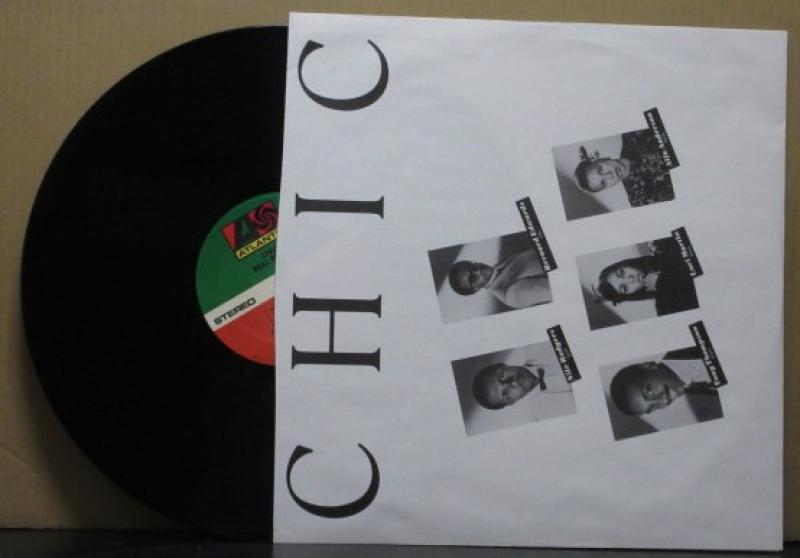 CHIC
Alfa Anderson
Bernard Edwards
Luci Martin
Nile Rodgers
Tony Thompson
ATLANTIC
STEREO